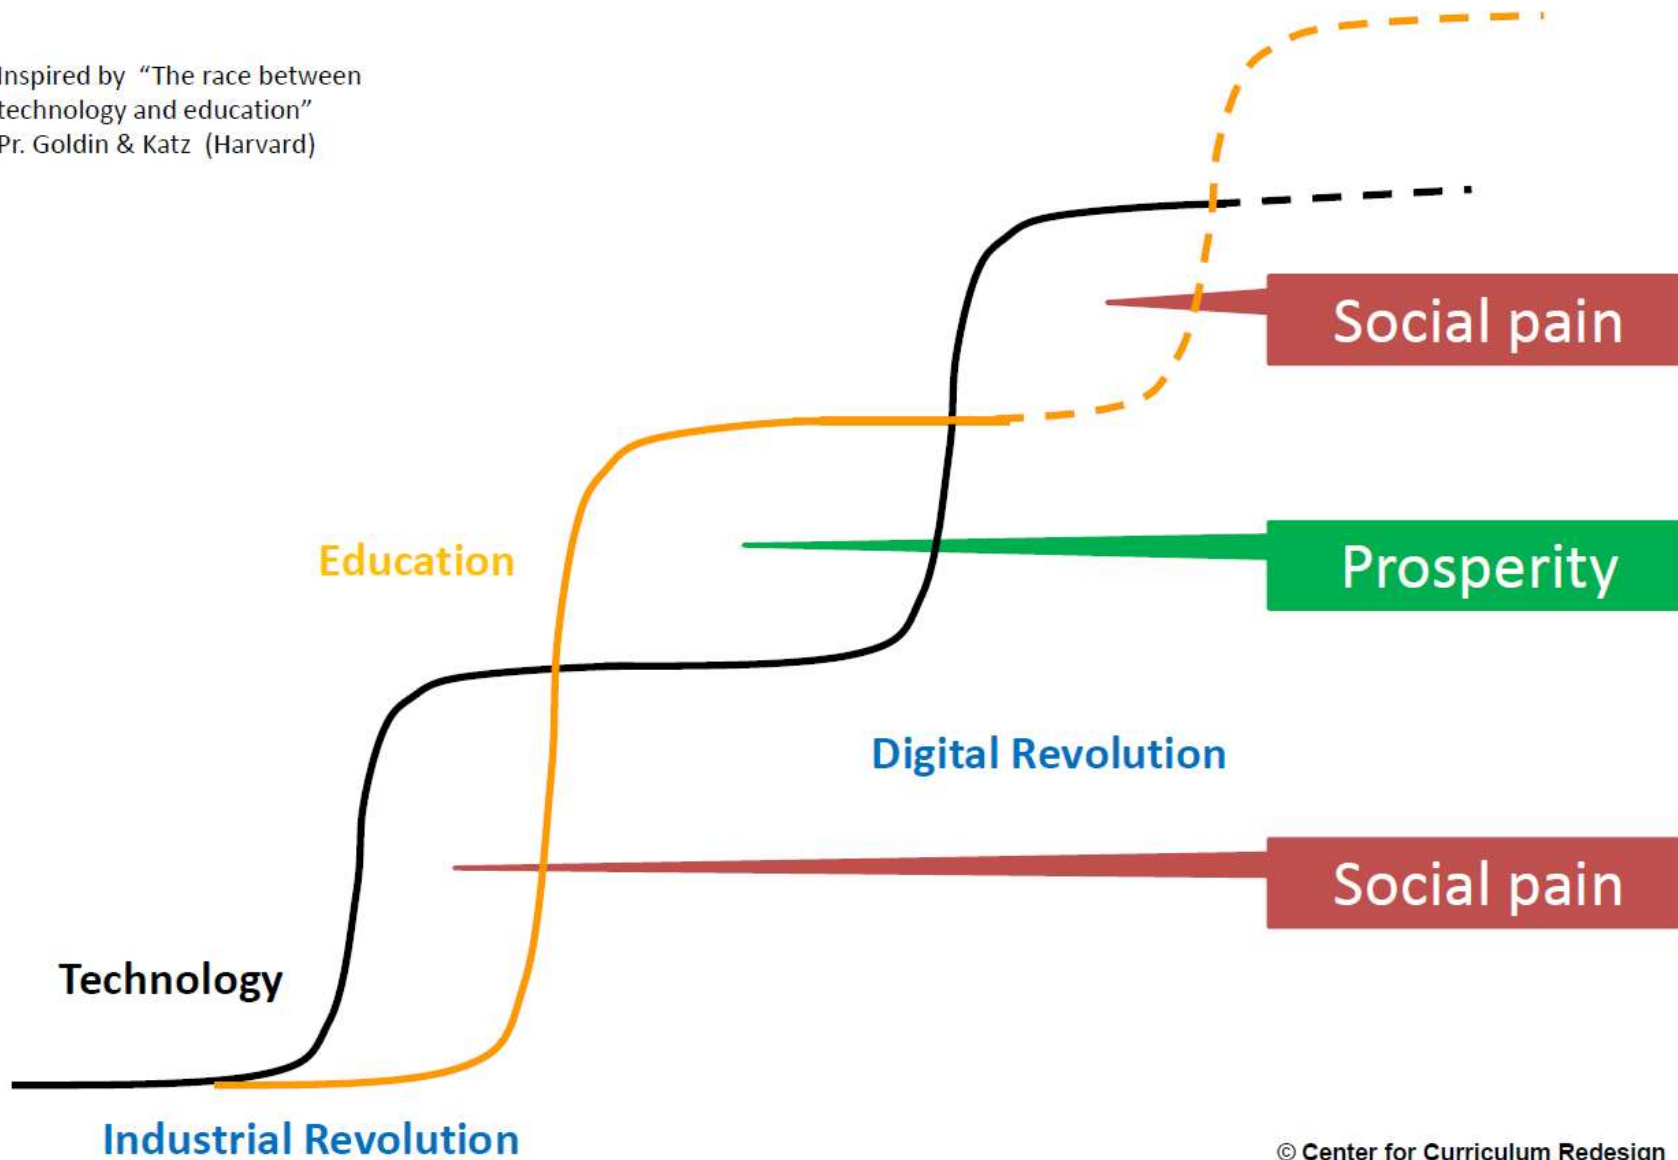 Inspired by “The race between
technology and education”
Pr. Goldin & Katz (Harvard)
Social pain
Prosperity
Education
Digital Revolution
Social pain
Technology
Industrial Revolution
© Center for Curriculum Redesign